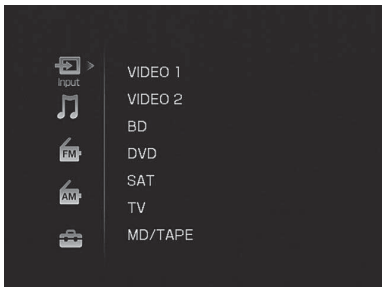 Input
VIDEO 1
VIDEO 2
BD
FM
DVD
SAT
AM
TV
MD/TAPE